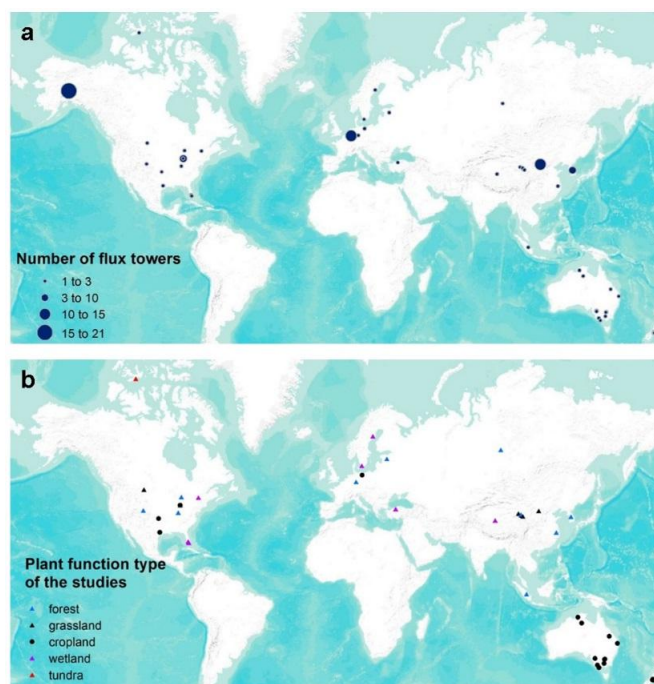 a
Number of flux towers
1 to 3
3 to 10
10 to 15
15 to 21
b
Plant function type
of the studies
forest
grassland
cropland
wetland
tundra